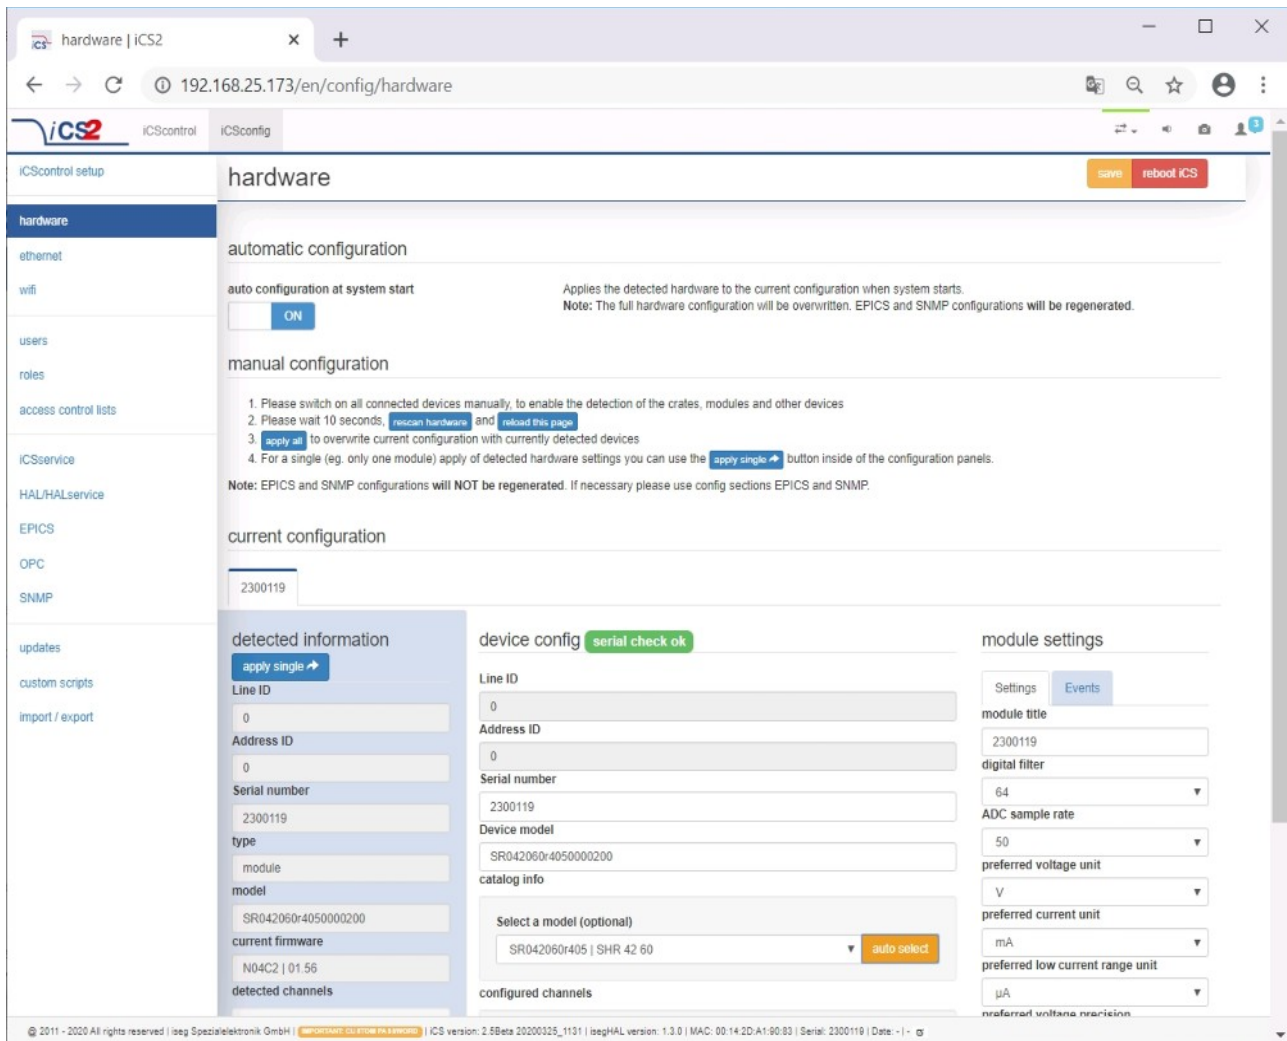 hardware | iCS2
192.168.25.173/en/config/hardware
iCS2 iCScontrol iCSconfig
3
iCScontrol setup
hardware
ethernet
wifi
users
roles
access control lists
iCSservice
HAL/HALservice
EPICS
OPC
SNMP
updates
custom scripts
import / export
hardware
save reboot iCS
automatic configuration
auto configuration at system start
ON
Applies the detected hardware to the current configuration when system starts.
Note: The full hardware configuration will be overwritten. EPICS and SNMP configurations will be regenerated.
manual configuration
1. Please switch on all connected devices manually, to enable the detection of the crates, modules and other devices
2. Please wait 10 seconds, rescan hardware and reload this page
3. apply all to overwrite current configuration with currently detected devices
4. For a single (eg. only one module) apply of detected hardware settings you can use the apply single button inside of the configuration panels.
Note: EPICS and SNMP configurations will NOT be regenerated. If necessary please use config sections EPICS and SNMP.
current configuration
2300119
detected information
apply single
Line ID
0
Address ID
0
Serial number
2300119
type
module
model
SR042060r4050000200
current firmware
N04C2 | 01.56
detected channels
device config serial check ok
Line ID
0
Address ID
0
Serial number
2300119
Device model
SR042060r4050000200
catalog info
Select a model (optional)
SR042060r405 | SHR 42 60
auto select
configured channels
module settings
Settings Events
module title
2300119
digital filter
64
ADC sample rate
50
preferred voltage unit
V
preferred current unit
mA
preferred low current range unit
µA
preferred voltage precision
@ 2011 - 2020 All rights reserved | iseg Spezialelektronik GmbH | IMPORTANT: CUSTOM PASSWORD | iCS version: 2.5Beta 20200325_1131 | isegHAL version: 1.3.0 | MAC: 00:14:2D:A1:90:83 | Serial: 2300119 | Date: - | -